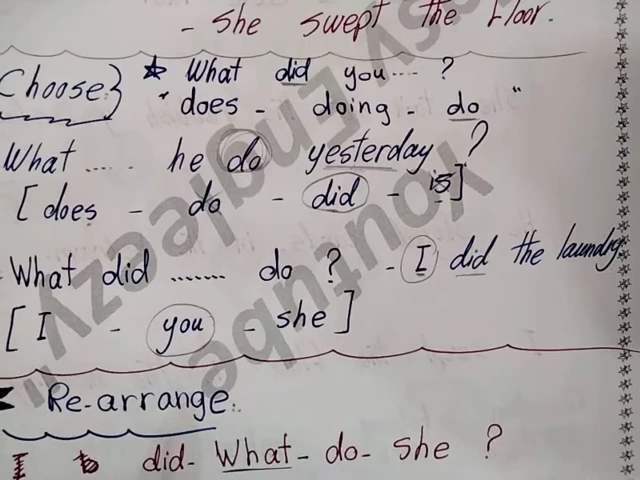 - She swept the floor.
Choose:} ★ What did you .... ?
"does - doing - do"
What ..... he do yesterday ?
[does - do - did - is]
- What did ....... do ? - I did the laundry
[I - you - she]
Re-arrange:
did - What - do - she ?